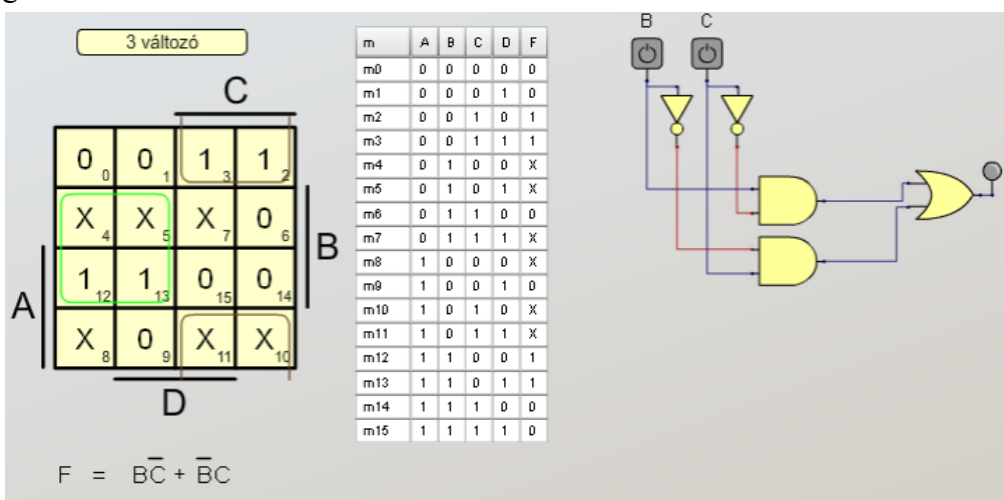 3 változó
C
0 0 0 1 1 3 1 2
X 4 X 5 X 7 0 6
B
1 12 1 13 0 15 0 14
A
X 8 0 9 X 11 X 10
D
F = BC̅ + B̅C
m A B C D F
m0 0 0 0 0 0
m1 0 0 0 1 0
m2 0 0 1 0 1
m3 0 0 1 1 1
m4 0 1 0 0 X
m5 0 1 0 1 X
m6 0 1 1 0 0
m7 0 1 1 1 X
m8 1 0 0 0 X
m9 1 0 0 1 0
m10 1 0 1 0 X
m11 1 0 1 1 X
m12 1 1 0 0 1
m13 1 1 0 1 1
m14 1 1 1 0 0
m15 1 1 1 1 0
B C